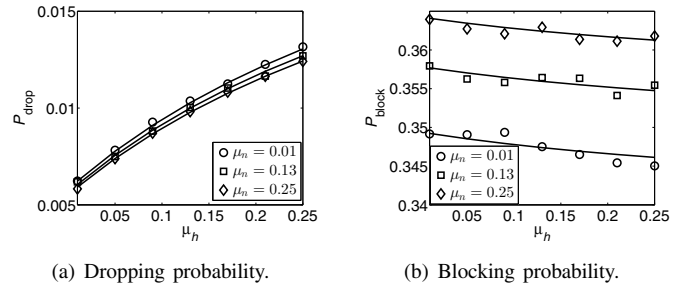 0.015
0.01
0.005
P_drop
μ_n = 0.01
μ_n = 0.13
μ_n = 0.25
0.05 0.1 0.15 0.2 0.25
μ_h
(a) Dropping probability.
0.36
0.355
0.35
0.345
0.34
P_block
μ_n = 0.01
μ_n = 0.13
μ_n = 0.25
0.05 0.1 0.15 0.2 0.25
μ_h
(b) Blocking probability.